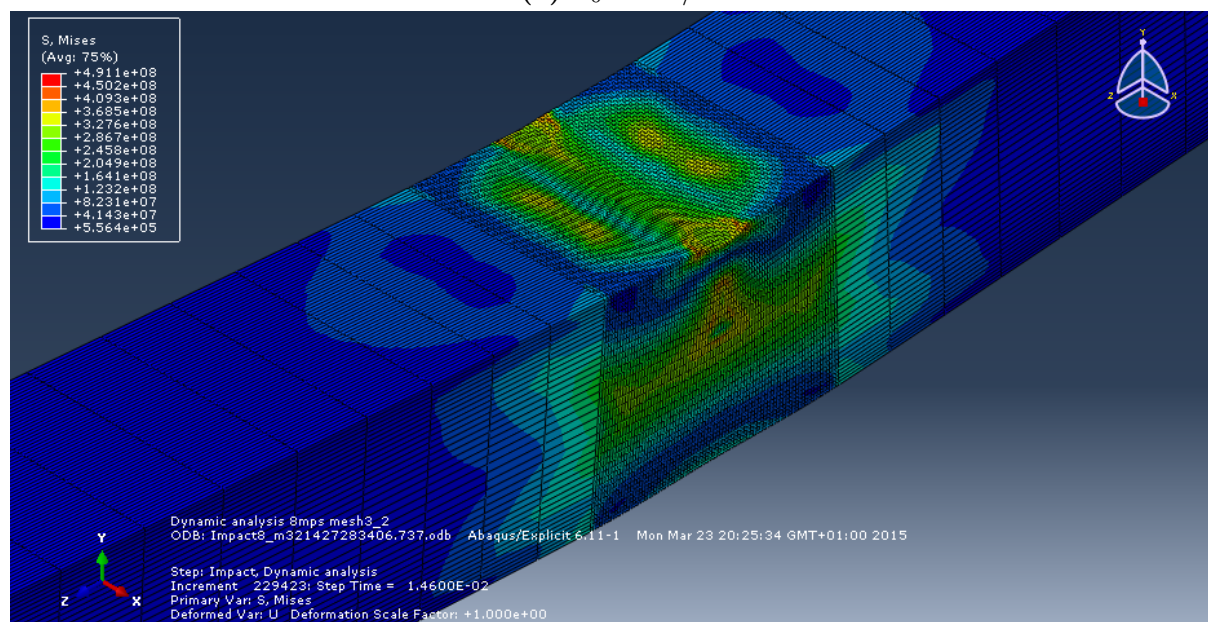 S, Mises
(Avg: 75%)
+4.911e+08
+4.502e+08
+4.093e+08
+3.685e+08
+3.276e+08
+2.867e+08
+2.458e+08
+2.049e+08
+1.641e+08
+1.232e+08
+8.231e+07
+4.143e+07
+5.564e+05
Y
Z X
Dynamic analysis 8mps mesh3_2
ODB: Impact8_m321427283406.737.odb Abaqus/Explicit 6.11-1 Mon Mar 23 20:25:34 GMT+01:00 2015
Y
Z X
Step: Impact, Dynamic analysis
Increment 229423: Step Time = 1.4600E-02
Primary Var: S, Mises
Deformed Var: U Deformation Scale Factor: +1.000e+00